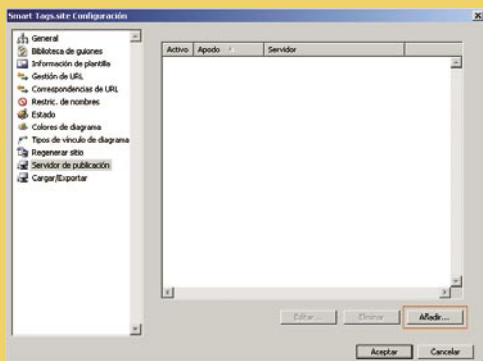 Smart Tags.site Configuración
General
Biblioteca de guiones
Información de plantilla
Gestión de URL
Correspondencias de URL
Restric. de nombres
Estado
Colores de diagrama
Tipos de vínculo de diagrama
Regenerar sitio
Servidor de publicación
Cargar/Exportar
Activo Apodo Servidor
Editar... Eliminar Añadir...
Aceptar Cancelar